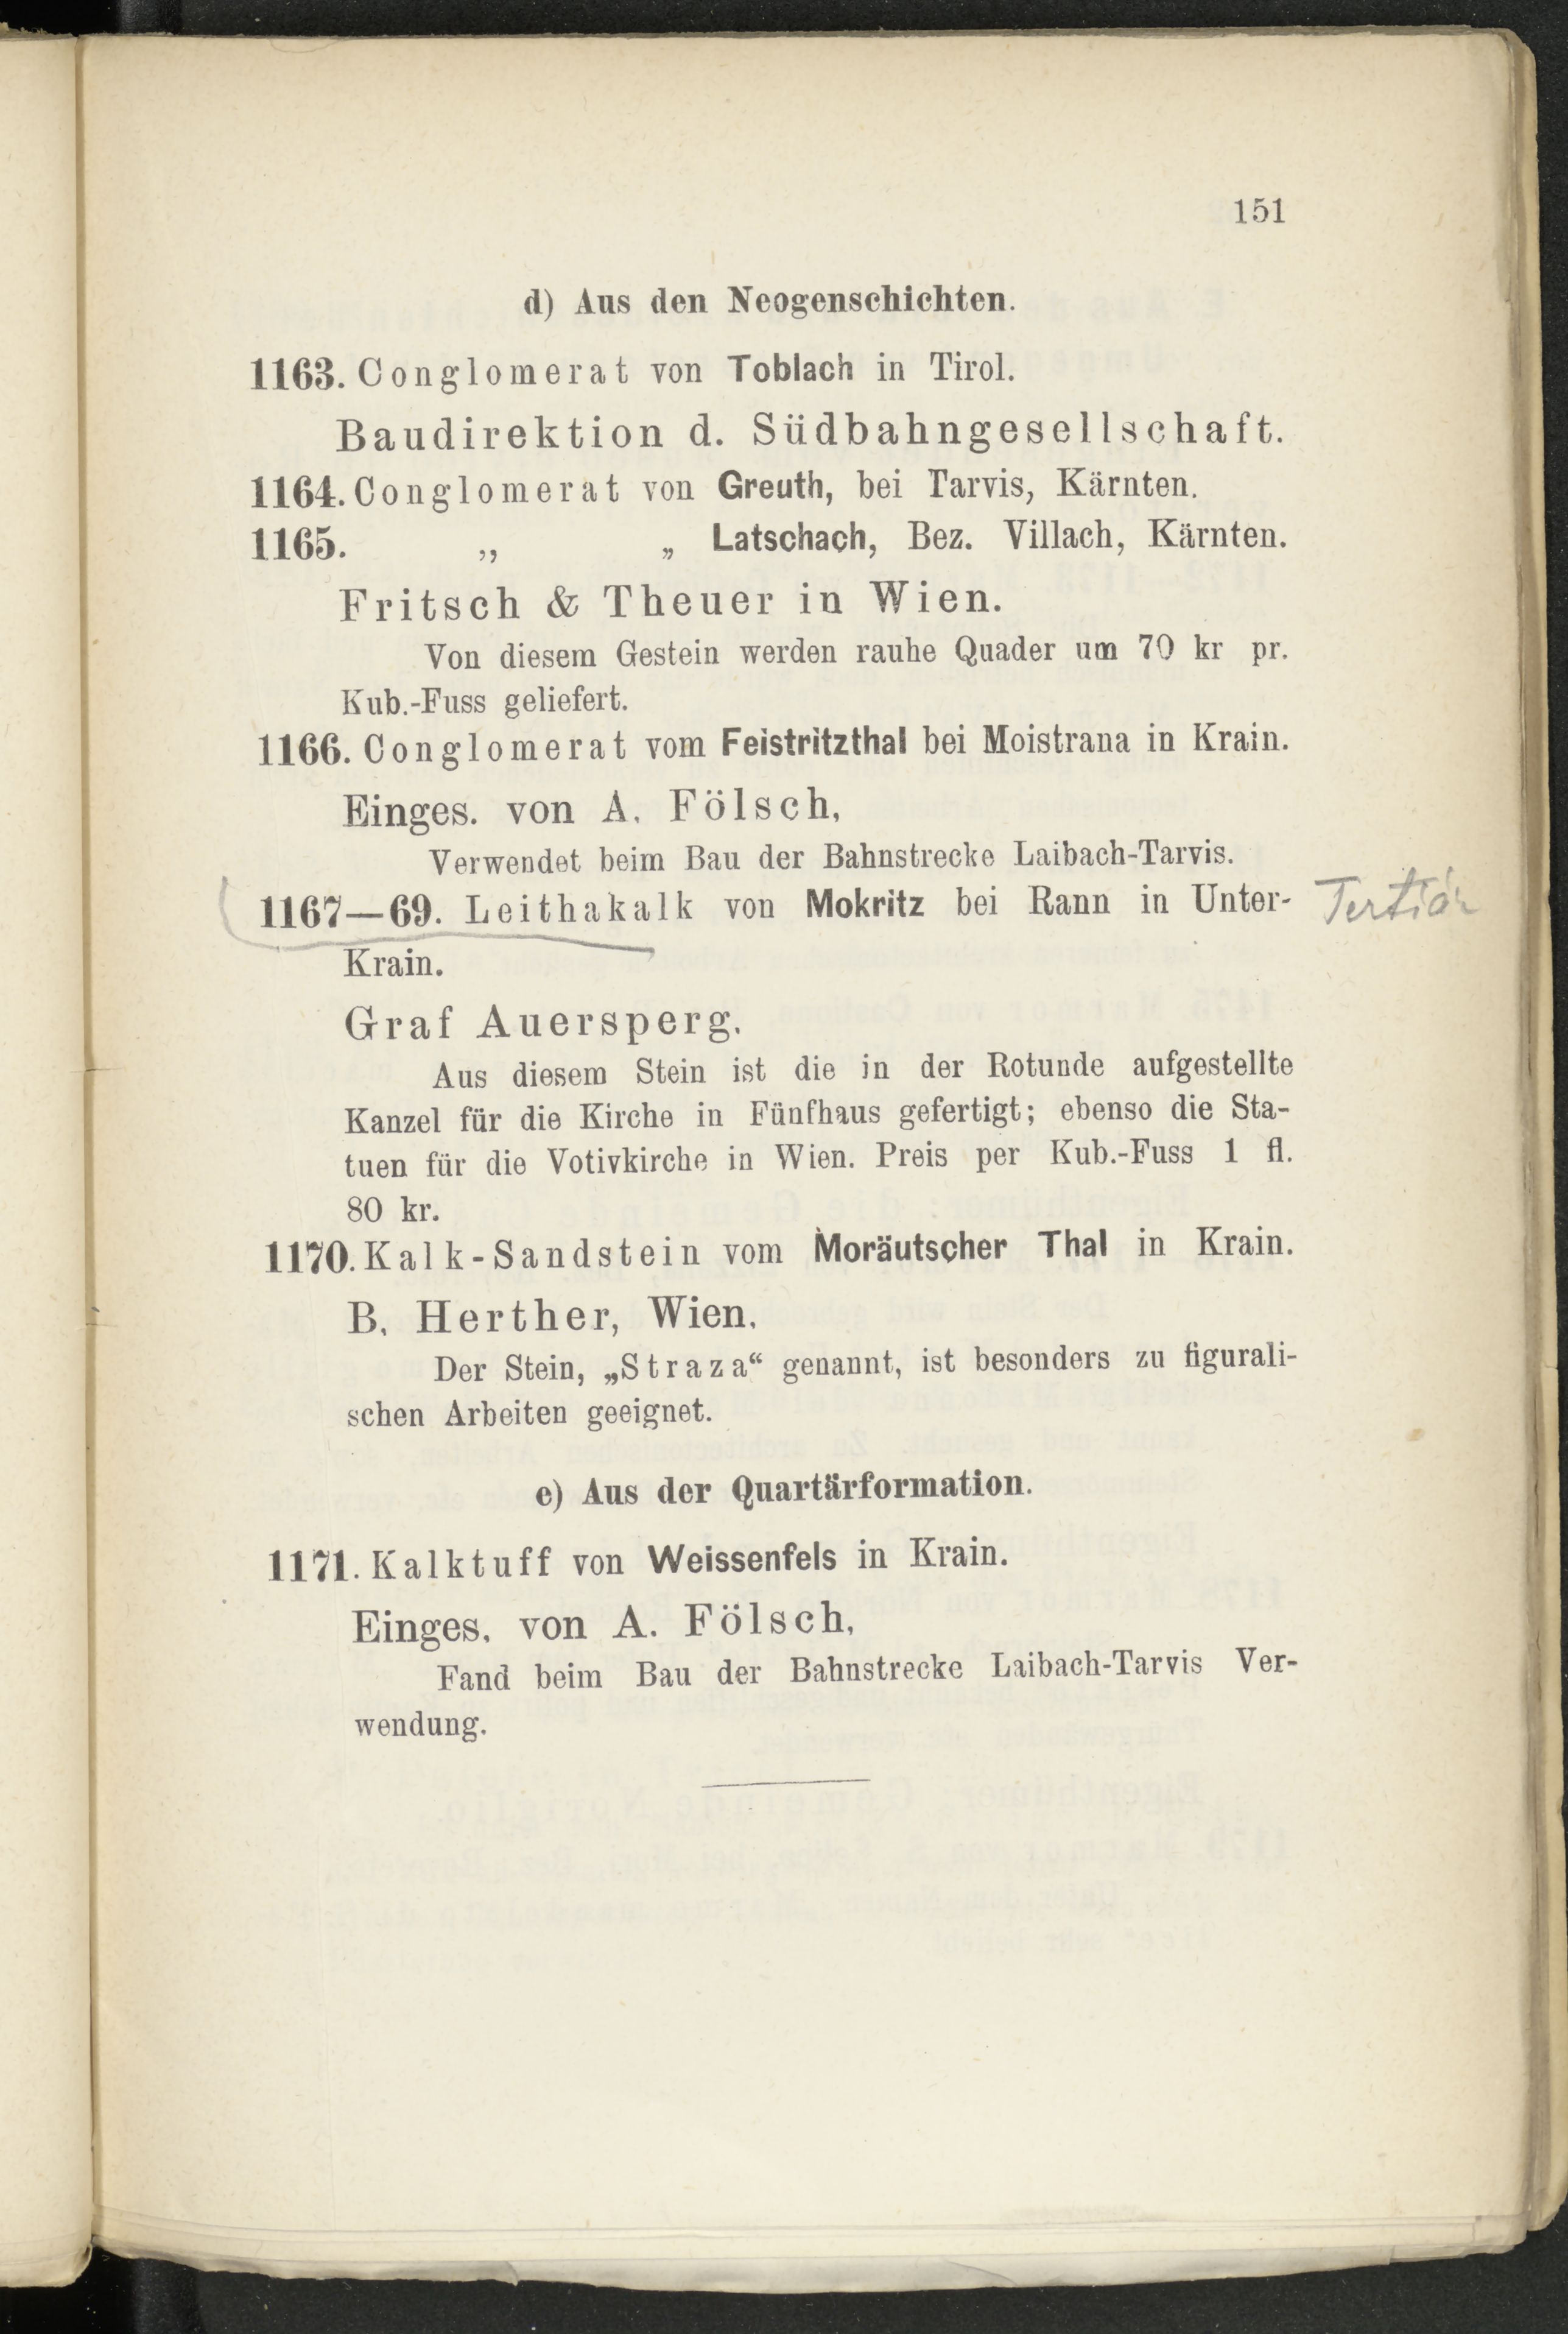 151
d) Aus den Neogenschichten.
1163. Conglomerat von Toblach in Tirol.
Baudirektion d. Südbahngesellschaft.
1164. Conglomerat von Greuth, bei Tarvis, Kärnten.
1165. „ „ Latschach, Bez. Villach, Kärnten.
Fritsch & Theuer in Wien.
Von diesem Gestein werden rauhe Quader um 70 kr pr.
Kub.-Fuss geliefert.
1166. Conglomerat vom Feistritzthal bei Moistrana in Krain.
Einges. von A. Fölsch,
Verwendet beim Bau der Bahnstrecke Laibach-Tarvis.
1167—69. Leithakalk von Mokritz bei Rann in Unter- Tertiär
Krain.
Graf Auersperg.
Aus diesem Stein ist die in der Rotunde aufgestellte
Kanzel für die Kirche in Fünfhaus gefertigt; ebenso die Sta-
tuen für die Votivkirche in Wien. Preis per Kub.-Fuss 1 fl.
80 kr.
1170. Kalk-Sandstein vom Moräutscher Thal in Krain.
B. Herther, Wien.
Der Stein, „Straza“ genannt, ist besonders zu figurali-
schen Arbeiten geeignet.
e) Aus der Quartärformation.
1171. Kalktuff von Weissenfels in Krain.
Einges. von A. Fölsch,
Fand beim Bau der Bahnstrecke Laibach-Tarvis Ver-
wendung.